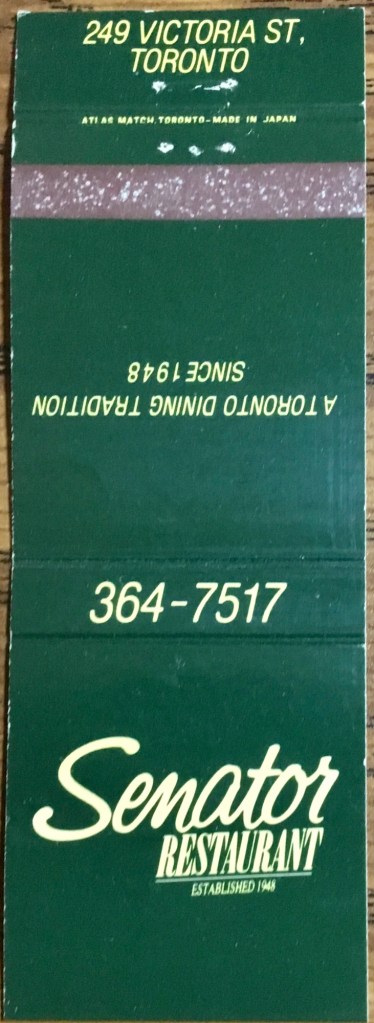 249 VICTORIA ST,
TORONTO
ATLAS MATCH, TORONTO-MADE IN JAPAN
A TORONTO DINING TRADITION
SINCE 1948
364-7517
Senator
RESTAURANT
ESTABLISHED 1948